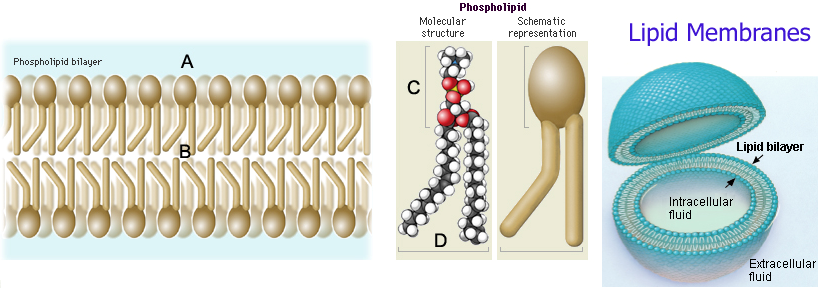 Phospholipid bilayer
A
B
Phospholipid
Molecular
structure
Schematic
representation
C
D
Lipid Membranes
Lipid bilayer
Intracellular
fluid
Extracellular
fluid